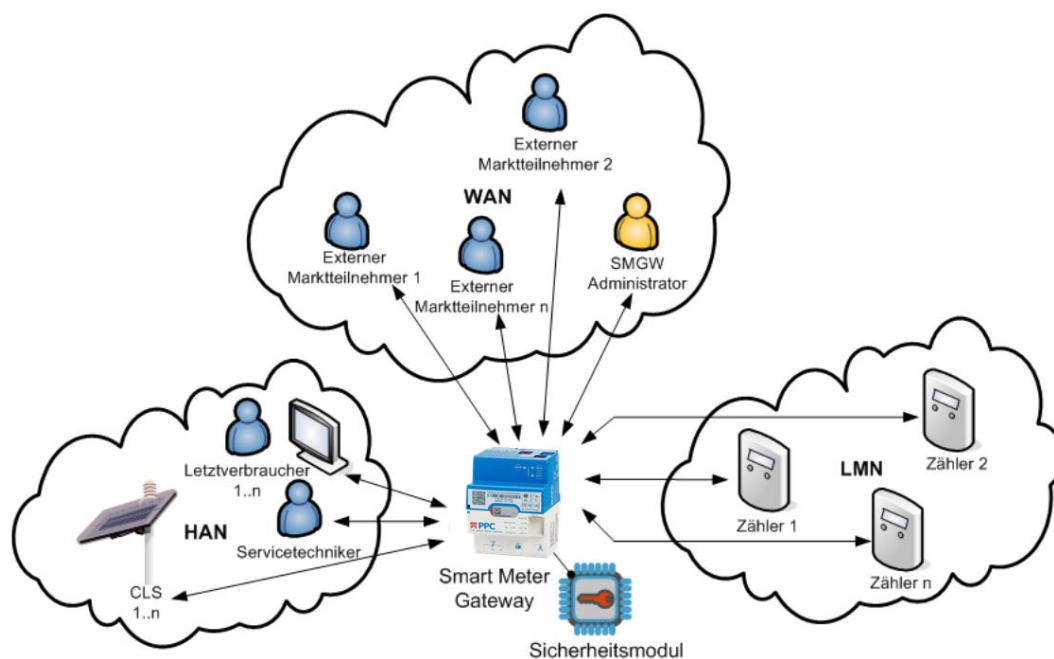 Externer
Marktteilnehmer 2
WAN
Externer
Marktteilnehmer 1
Externer
Marktteilnehmer n
SMGW
Administrator
Letztverbraucher
1..n
HAN
Servicetechniker
CLS
1..n
PPC
Smart Meter
Gateway
Sicherheitsmodul
LMN
Zähler 2
Zähler 1
Zähler n